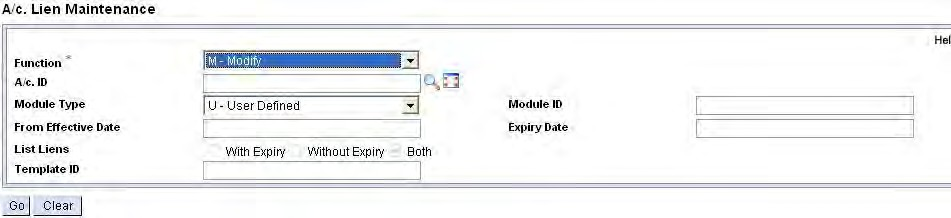 A/c. Lien Maintenance
Hel
Function * M - Modify
A/c. ID
Module Type U - User Defined Module ID
From Effective Date Expiry Date
List Liens With Expiry Without Expiry Both
Template ID
Go Clear